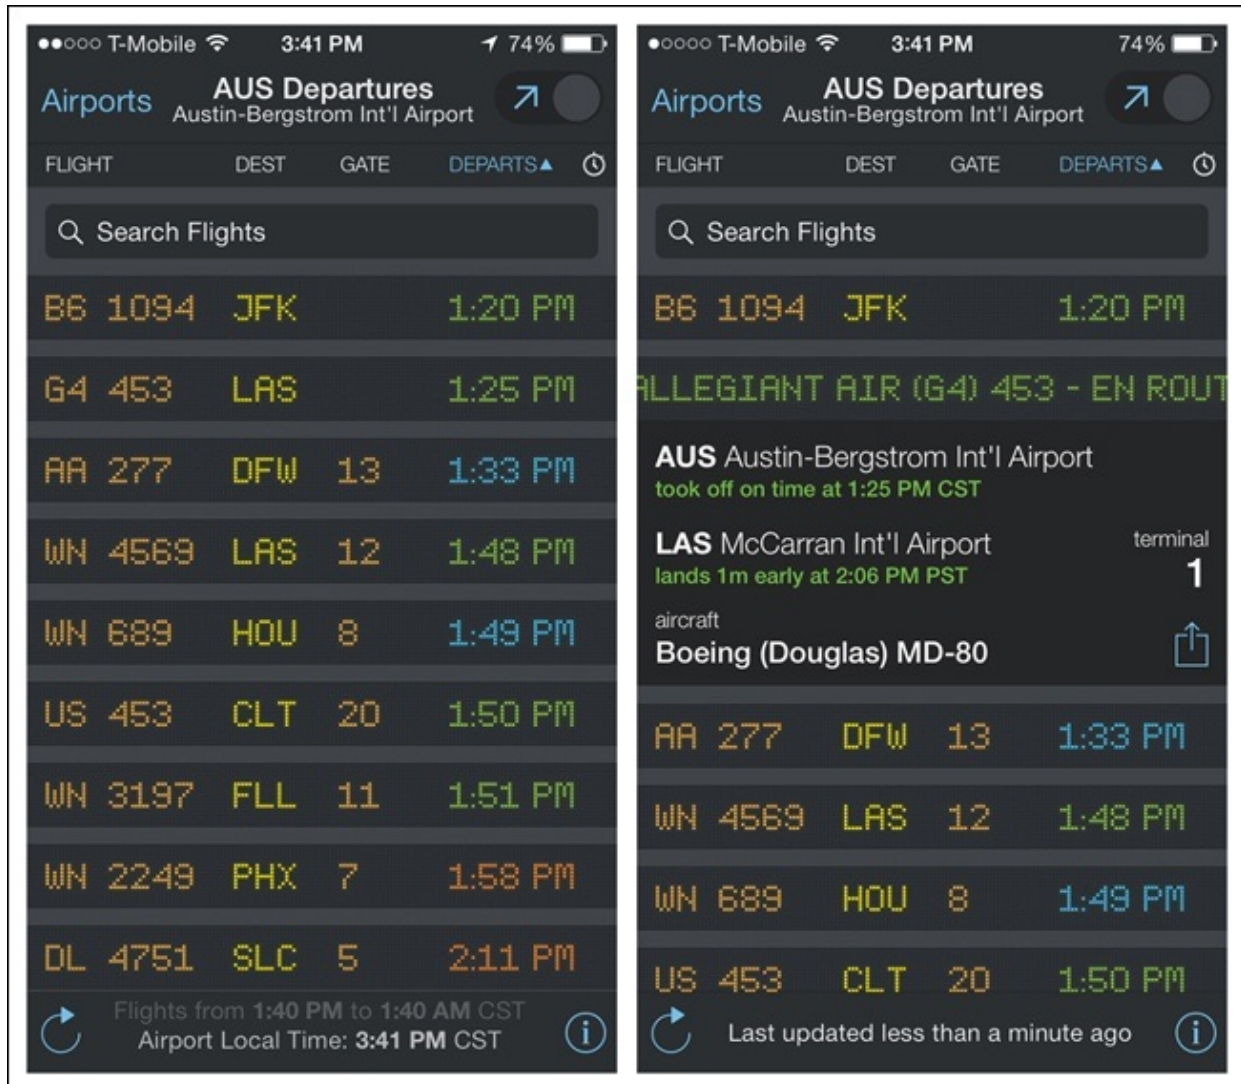 T-Mobile 3:41 PM 74%
Airports AUS Departures
Austin-Bergstrom Int'l Airport
FLIGHT DEST GATE DEPARTS▲
Search Flights
B6 1094 JFK 1:20 PM
G4 453 LAS 1:25 PM
AA 277 DFW 13 1:33 PM
WN 4569 LAS 12 1:48 PM
WN 689 HOU 8 1:49 PM
US 453 CLT 20 1:50 PM
WN 3197 FLL 11 1:51 PM
WN 2249 PHX 7 1:58 PM
DL 4751 SLC 5 2:11 PM
Flights from 1:40 PM to 1:40 AM CST
Airport Local Time: 3:41 PM CST
i
T-Mobile 3:41 PM 74%
Airports AUS Departures
Austin-Bergstrom Int'l Airport
FLIGHT DEST GATE DEPARTS▲
Search Flights
B6 1094 JFK 1:20 PM
ALLEGIANT AIR (G4) 453 - EN ROUT
AUS Austin-Bergstrom Int'l Airport
took off on time at 1:25 PM CST
LAS McCarran Int'l Airport terminal
lands 1m early at 2:06 PM PST 1
aircraft
Boeing (Douglas) MD-80
AA 277 DFW 13 1:33 PM
WN 4569 LAS 12 1:48 PM
WN 689 HOU 8 1:49 PM
US 453 CLT 20 1:50 PM
Last updated less than a minute ago i